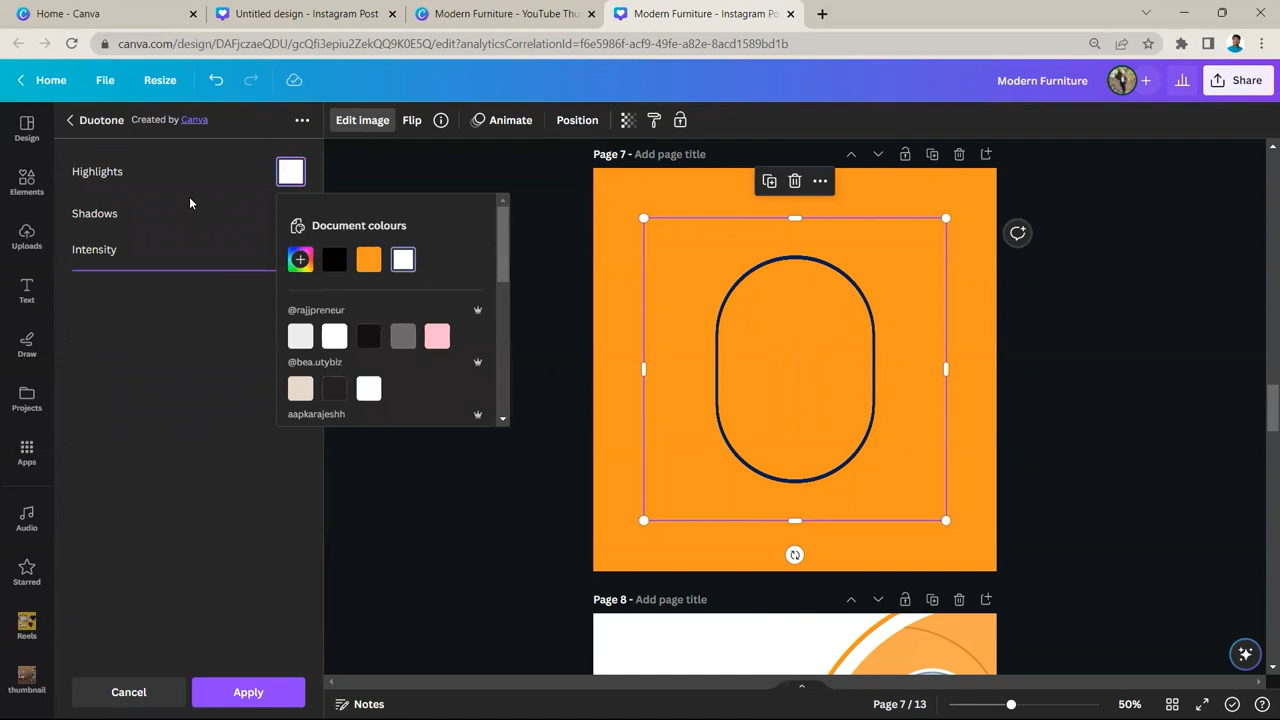 Home - Canva
Untitled design - Instagram Post
Modern Furniture - YouTube Thu
Modern Furniture - Instagram Po
canva.com/design/DAFjczaeQDU/gcQfi3epiu2ZekQQ9K0E5Q/edit?analyticsCorrelationId=f6e5986f-acf9-49fe-a82e-8acd1589bd1b
Home
File
Resize
Modern Furniture
Share
Design
Elements
Uploads
Text
Draw
Projects
Apps
Audio
Starred
Reels
thumbnail
Duotone
Created by Canva
Highlights
Shadows
Intensity
Document colours
@rajjpreneur
@bea.utybiz
aapkarajeshh
Cancel
Apply
Edit image
Flip
Animate
Position
Page 7 - Add page title
Page 8 - Add page title
Notes
Page 7 / 13
50%